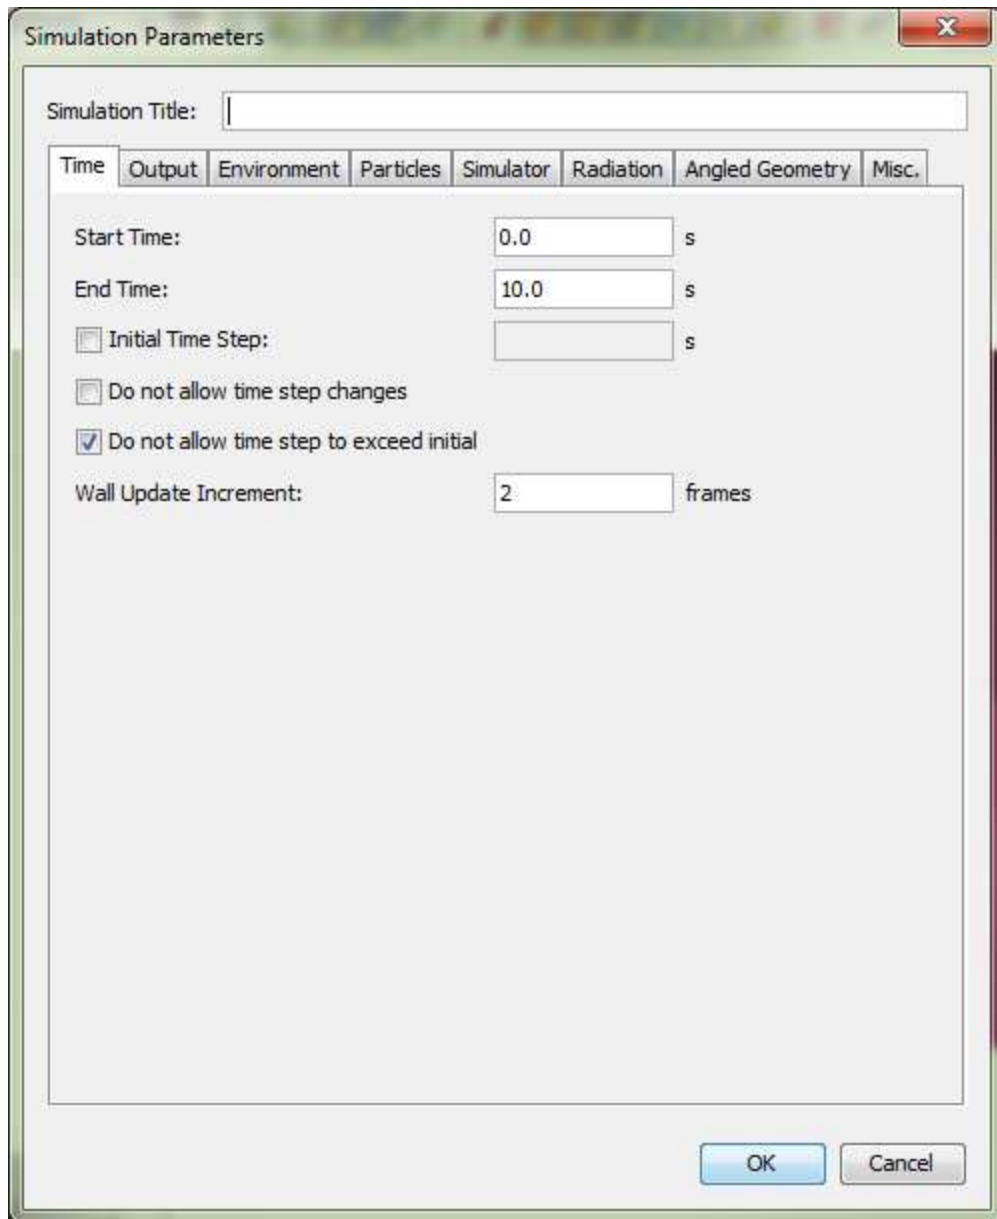 Simulation Parameters
Simulation Title:
Time Output Environment Particles Simulator Radiation Angled Geometry Misc.
Start Time: 0.0 s
End Time: 10.0 s
Initial Time Step: s
Do not allow time step changes
Do not allow time step to exceed initial
Wall Update Increment: 2 frames
OK Cancel